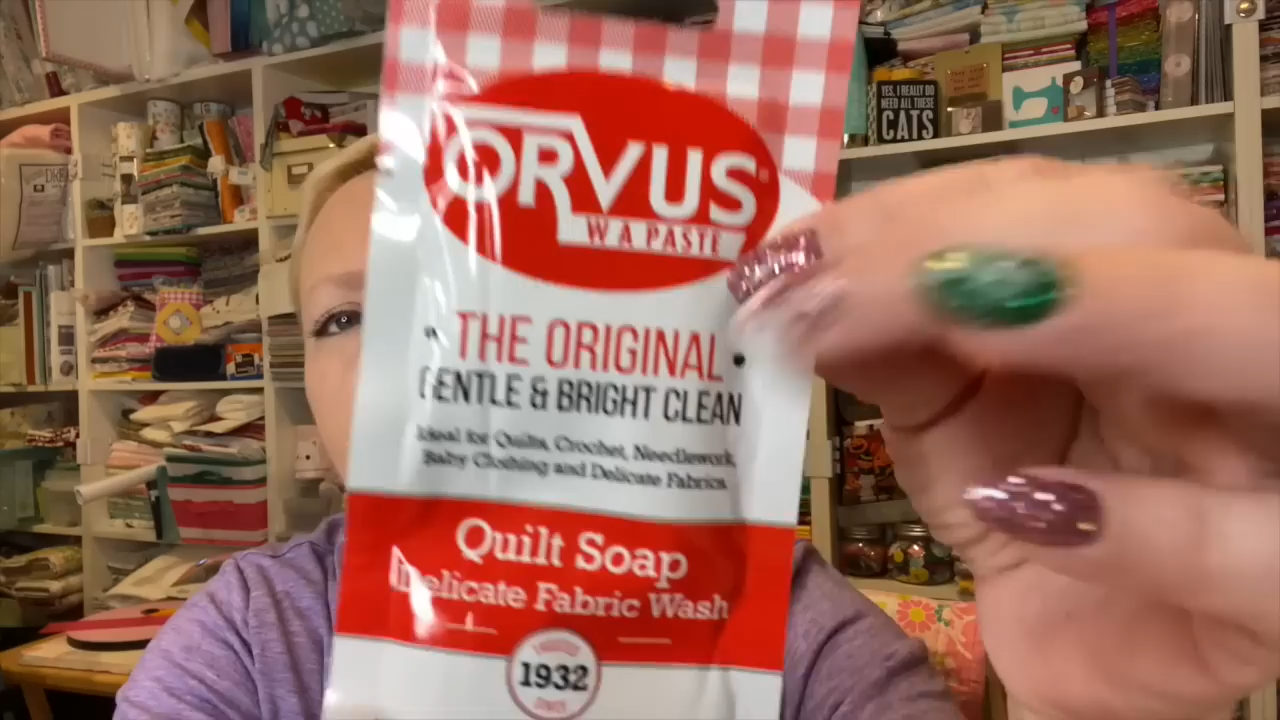 ORVUS®
W A PASTE
• THE ORIGINAL •
GENTLE & BRIGHT CLEAN
Ideal for Quilts, Crochet, Needlework,
Baby Clothing and Delicate Fabrics.
Quilt Soap
Delicate Fabric Wash
1932
YES, I REALLY DO
NEED ALL THESE
CATS